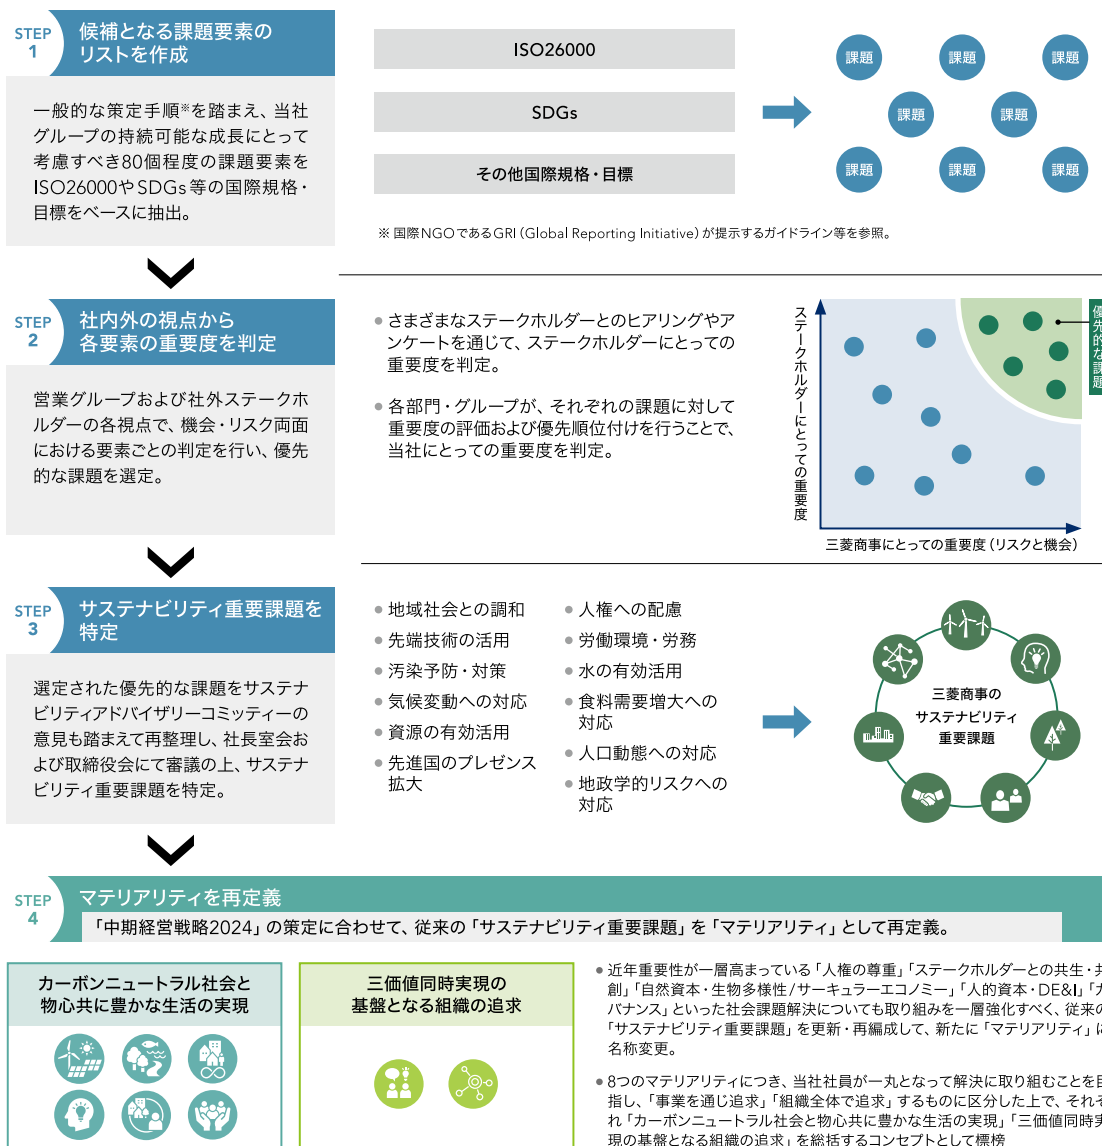 STEP
1
候補となる課題要素の
リストを作成
一般的な策定手順※を踏まえ、当社
グループの持続可能な成長にとって
考慮すべき80個程度の課題要素を
ISO26000やSDGs等の国際規格・
目標をベースに抽出。
ISO26000
SDGs
その他国際規格・目標
課題
課題
課題
課題
課題
課題
課題
課題
※ 国際NGOであるGRI（Global Reporting Initiative）が提示するガイドライン等を参照。
STEP
2
社内外の視点から
各要素の重要度を判定
営業グループおよび社外ステークホ
ルダーの各視点で、機会・リスク両面
における要素ごとの判定を行い、優先
的な課題を選定。
● さまざまなステークホルダーとのヒアリングやア
ンケートを通じて、ステークホルダーにとっての
重要度を判定。
● 各部門・グループが、それぞれの課題に対して
重要度の評価および優先順位付けを行うことで、
当社にとっての重要度を判定。
ステークホルダーにとっての重要度
優先的な課題
三菱商事にとっての重要度（リスクと機会）
STEP
3
サステナビリティ重要課題を
特定
選定された優先的な課題をサステナ
ビリティアドバイザリーコミッティーの
意見も踏まえて再整理し、社長室会お
よび取締役会にて審議の上、サステナ
ビリティ重要課題を特定。
● 地域社会との調和
● 先端技術の活用
● 汚染予防・対策
● 気候変動への対応
● 資源の有効活用
● 先進国のプレゼンス
拡大
● 人権への配慮
● 労働環境・労務
● 水の有効活用
● 食料需要増大への
対応
● 人口動態への対応
● 地政学的リスクへの
対応
三菱商事の
サステナビリティ
重要課題
STEP
4
マテリアリティを再定義
「中期経営戦略2024」の策定に合わせて、従来の「サステナビリティ重要課題」を「マテリアリティ」として再定義。
カーボンニュートラル社会と
物心共に豊かな生活の実現
三価値同時実現の
基盤となる組織の追求
● 近年重要性が一層高まっている「人権の尊重」「ステークホルダーとの共生・共
創」「自然資本・生物多様性/サーキュラーエコノミー」「人的資本・DE&I」「ガ
バナンス」といった社会課題解決についても取り組みを一層強化すべく、従来の
「サステナビリティ重要課題」を更新・再編成して、新たに「マテリアリティ」に
名称変更。
● 8つのマテリアリティにつき、当社社員が一丸となって解決に取り組むことを目
指し、「事業を通じ追求」「組織全体で追求」するものに区分した上で、それぞ
れ「カーボンニュートラル社会と物心共に豊かな生活の実現」「三価値同時実
現の基盤となる組織の追求」を総括するコンセプトとして標榜